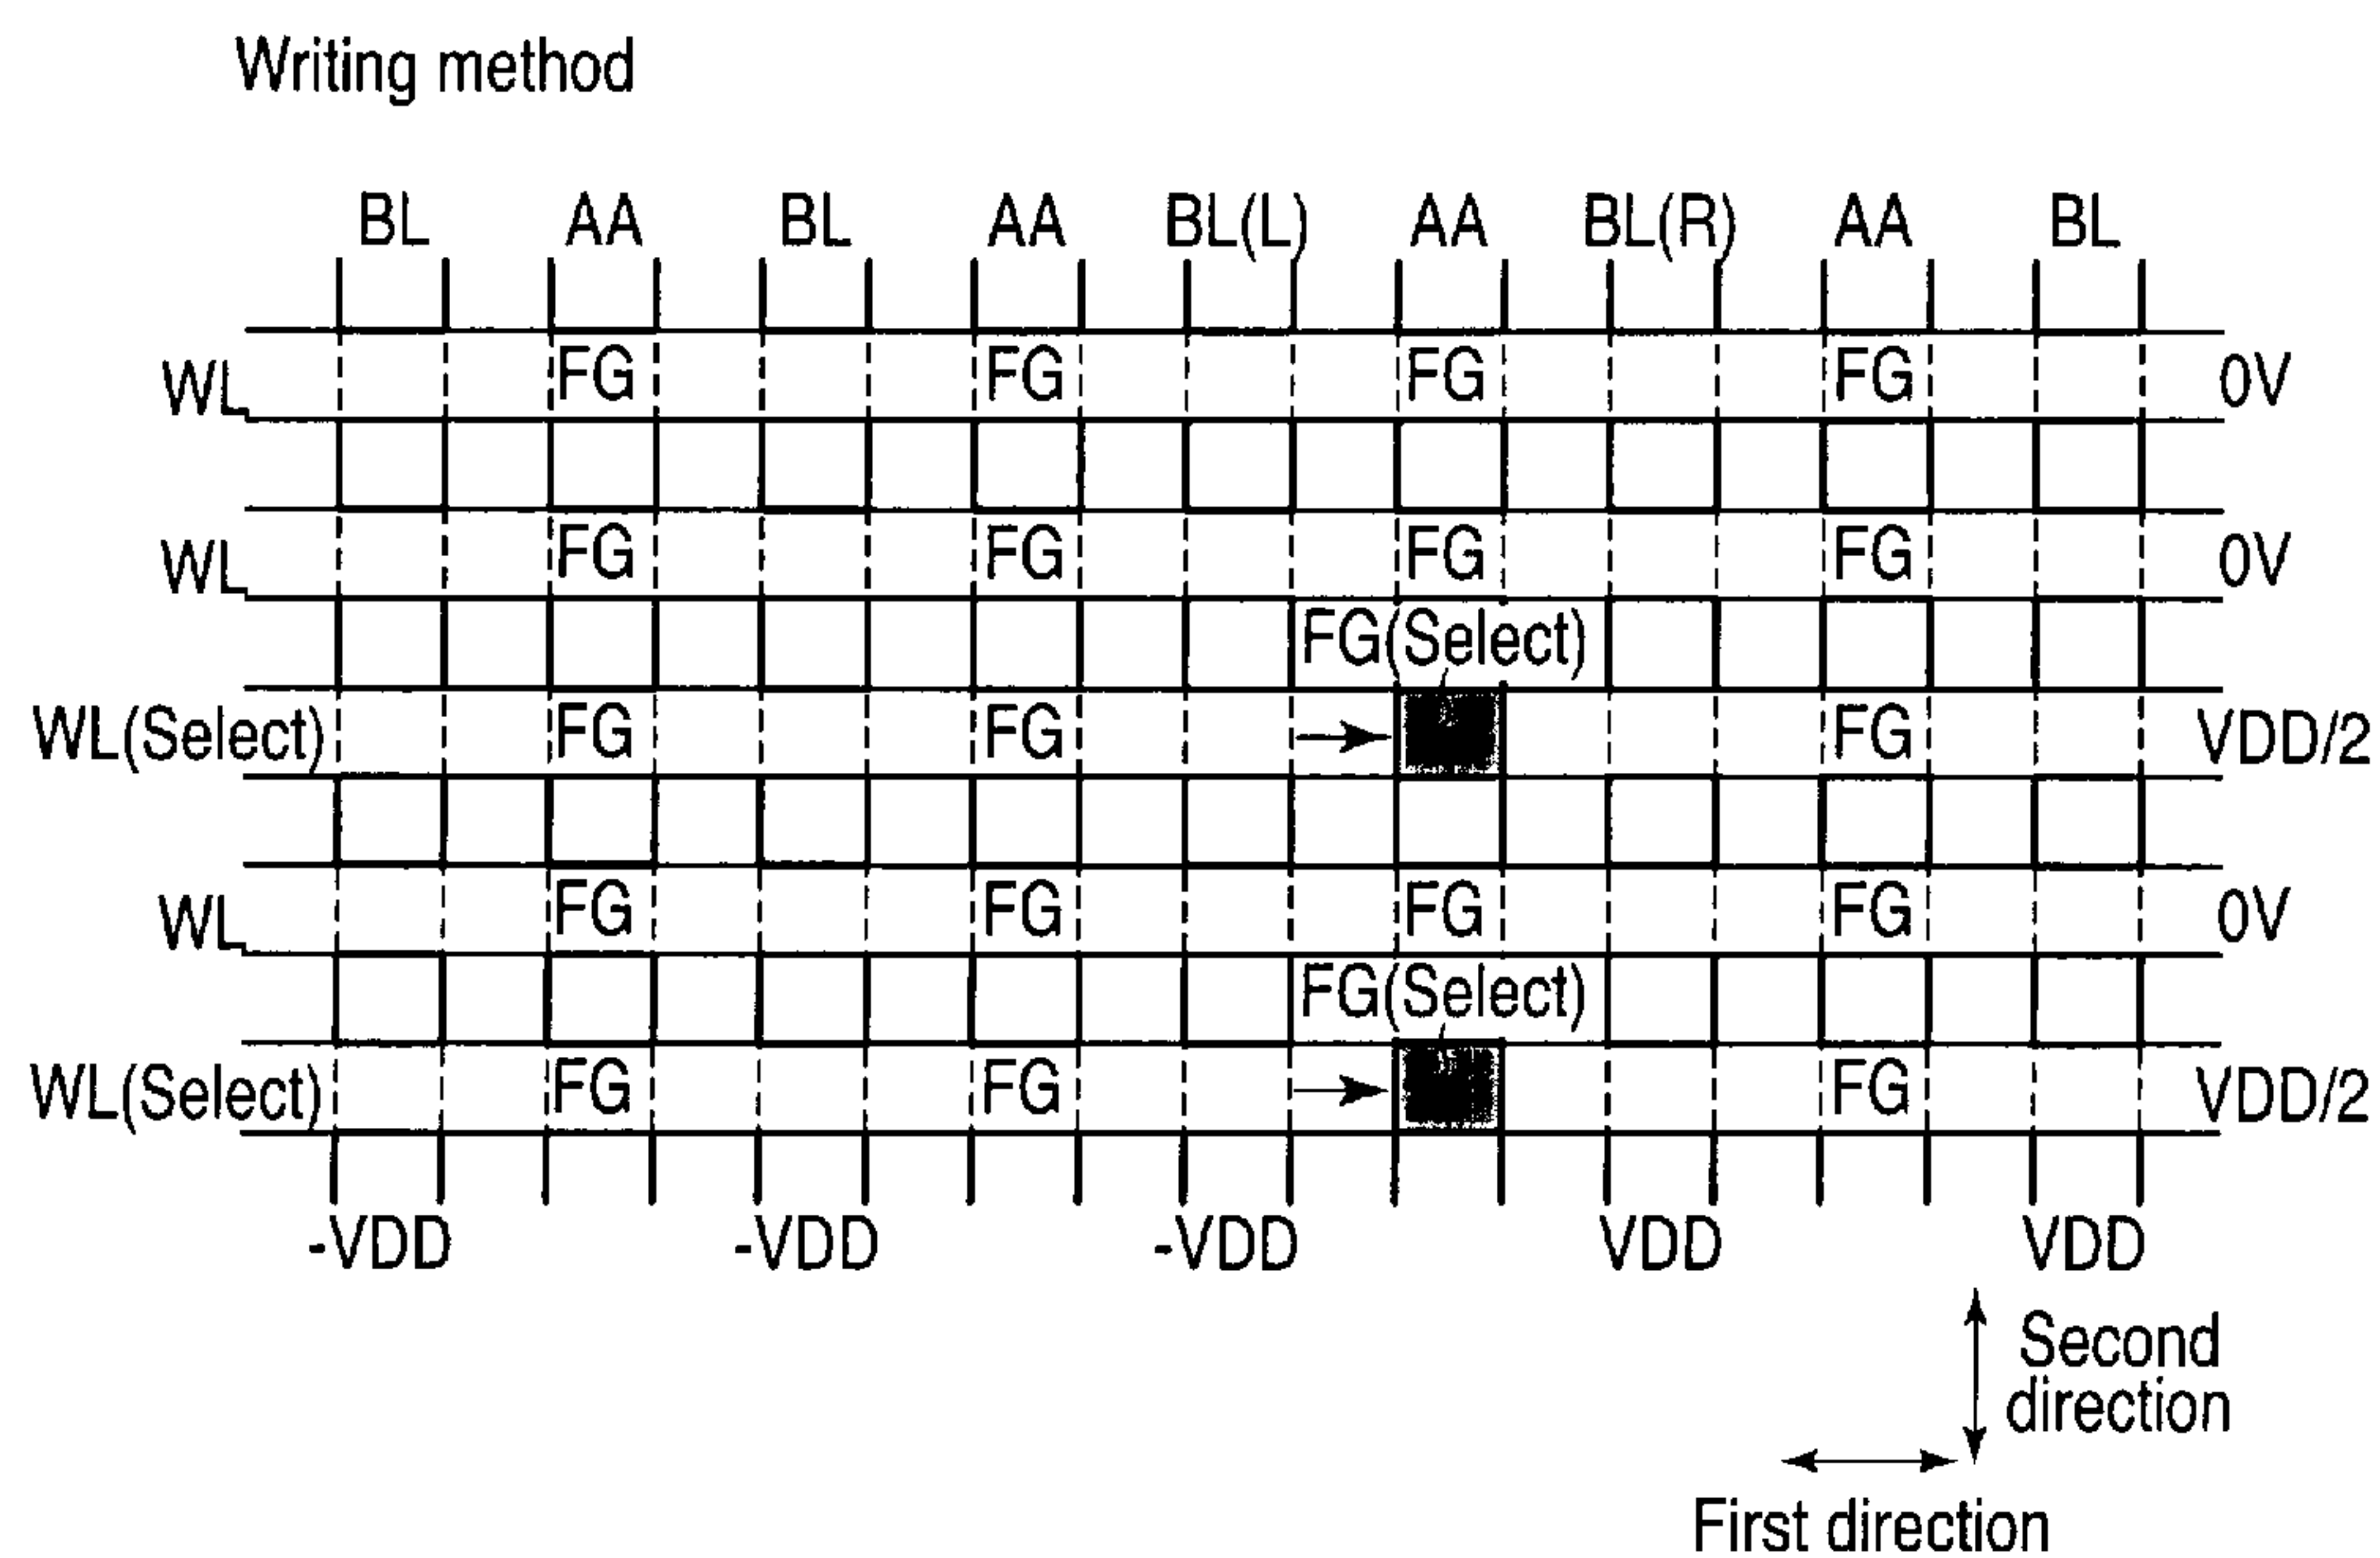 Writing method
BL AA BL AA BL(L) AA BL(R) AA BL
WL FG FG FG FG 0V
WL FG FG FG FG 0V
FG(Select)
WL(Select) FG FG FG VDD/2
WL FG FG FG FG 0V
FG(Select)
WL(Select) FG FG FG VDD/2
-VDD -VDD -VDD VDD VDD
Second
direction
First direction